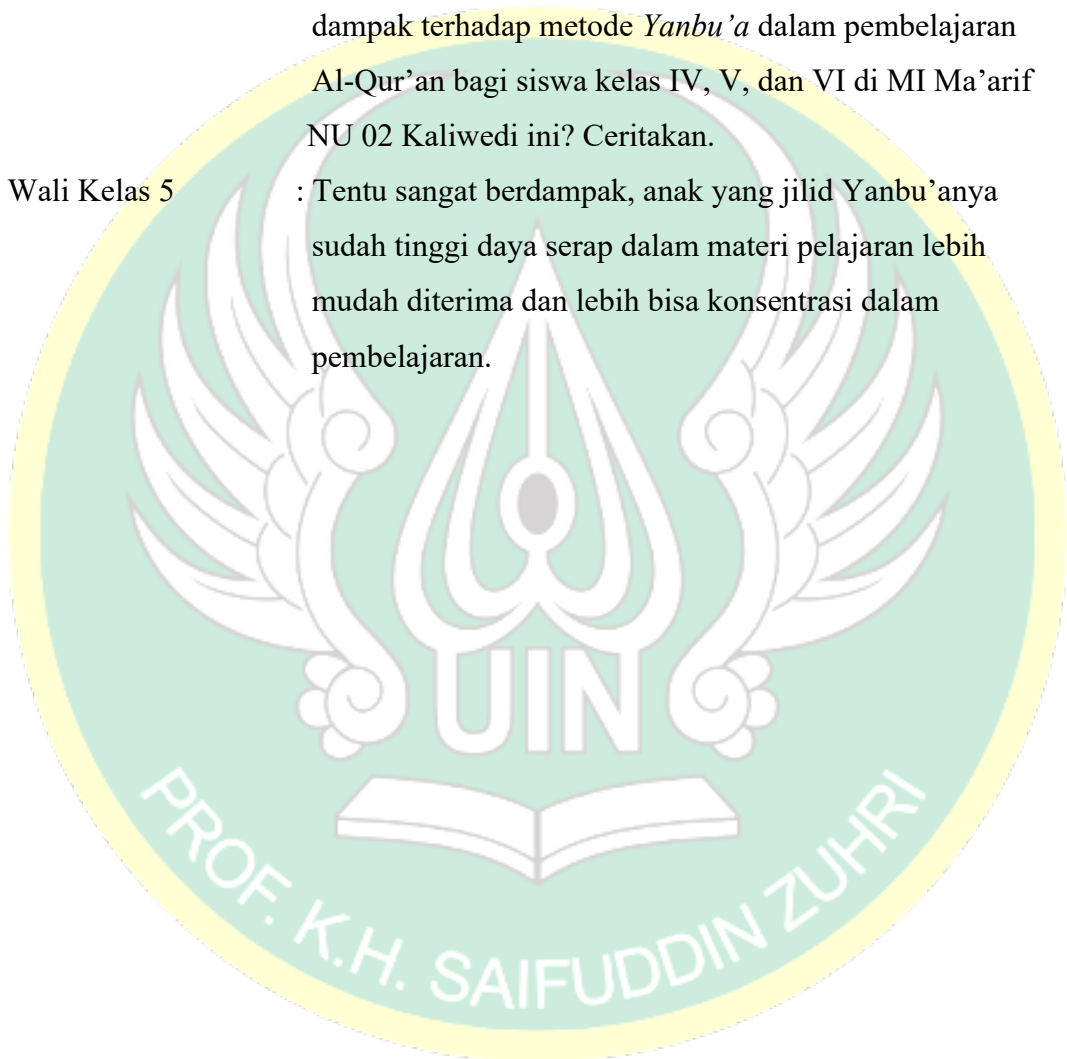 dampak terhadap metode Yanbu’a dalam pembelajaran
Al-Qur’an bagi siswa kelas IV, V, dan VI di MI Ma’arif
NU 02 Kaliwedi ini? Ceritakan.
Wali Kelas 5 : Tentu sangat berdampak, anak yang jilid Yanbu’anya
sudah tinggi daya serap dalam materi pelajaran lebih
mudah diterima dan lebih bisa konsentrasi dalam
pembelajaran.
UIN
PROF. K.H. SAIFUDDIN ZUHRI